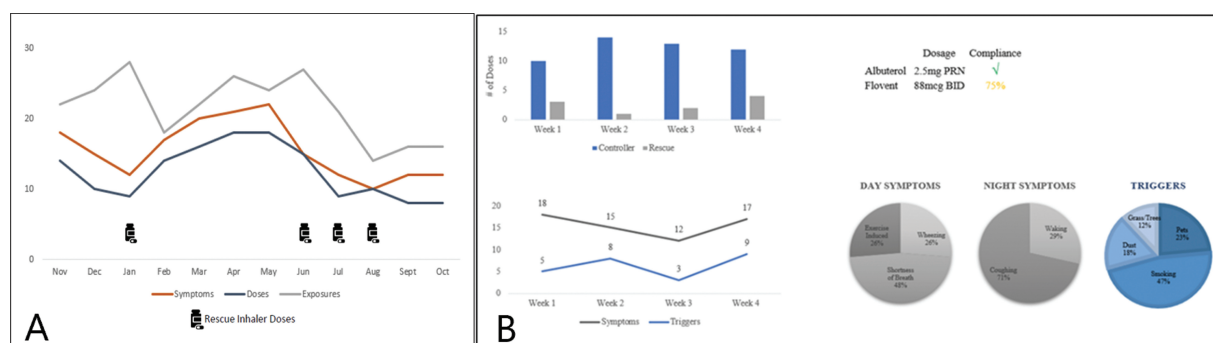 30
20
10
0
Nov Dec Jan Feb Mar Apr May Jun Jul Aug Sept Oct
Symptoms Doses Exposures
Rescue Inhaler Doses
A
# of Doses
15
10
5
0
Week 1 Week 2 Week 3 Week 4
Controller Rescue
20
15
10
5
0
18 15 12 17
5 8 3 9
Week 1 Week 2 Week 3 Week 4
Symptoms Triggers
B
Dosage Compliance
Albuterol 2.5mg PRN √
Flovent 88mcg BID 75%
DAY SYMPTOMS
Exercise
Induced
26%
Wheezing
26%
Shortness
of Breath
48%
NIGHT SYMPTOMS
Waking
29%
Coughing
71%
TRIGGERS
Grass/Trees
12%
Pets
23%
Dust
18%
Smoking
47%